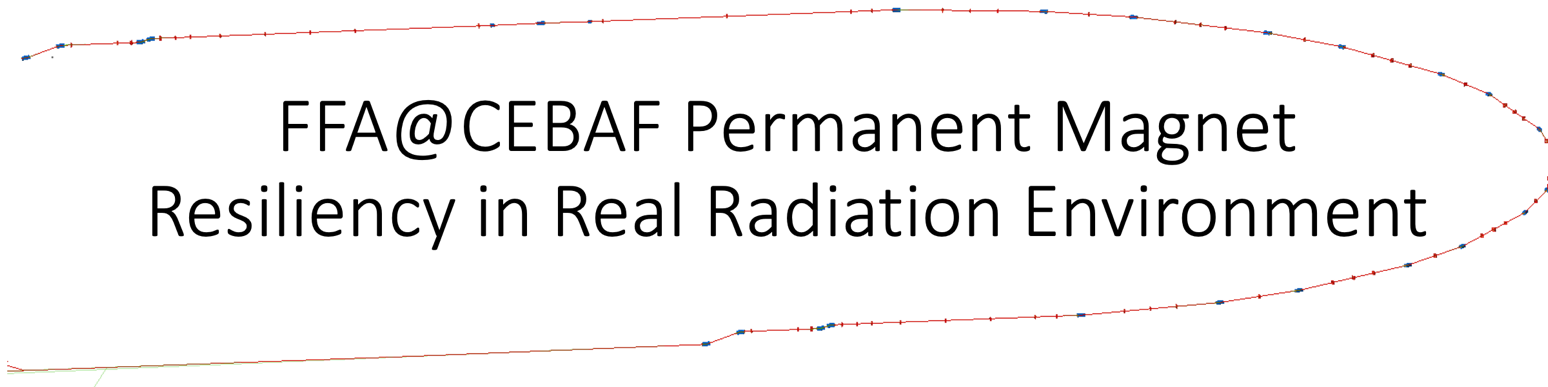 FFA@CEBAF Permanent Magnet
Resiliency in Real Radiation Environment